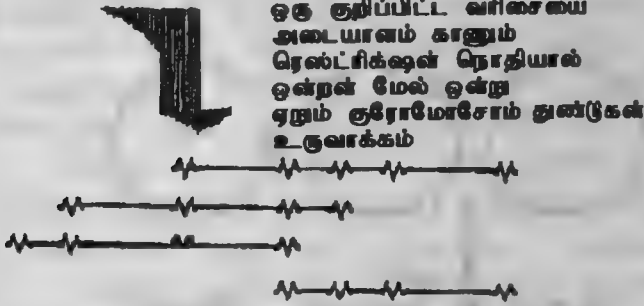 ஒரு குறிப்பிட்ட வரிசையை
அடையாளம் காணும்
ரெஸ்ட்ரிக்ஷன் நொதியால்
ஒன்றன் மேல் ஒன்று
ஏறும் குரோமோசோம் துண்டுகள்
உருவாக்கம்